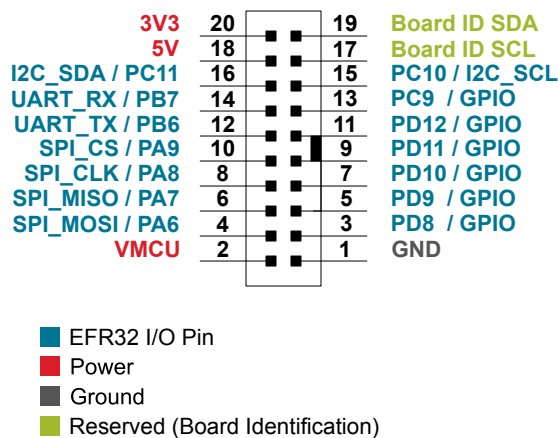 3V3 20 19 Board ID SDA
5V 18 17 Board ID SCL
I2C_SDA / PC11 16 15 PC10 / I2C_SCL
UART_RX / PB7 14 13 PC9 / GPIO
UART_TX / PB6 12 11 PD12 / GPIO
SPI_CS / PA9 10 9 PD11 / GPIO
SPI_CLK / PA8 8 7 PD10 / GPIO
SPI_MISO / PA7 6 5 PD9 / GPIO
SPI_MOSI / PA6 4 3 PD8 / GPIO
VMCU 2 1 GND
EFR32 I/O Pin
Power
Ground
Reserved (Board Identification)